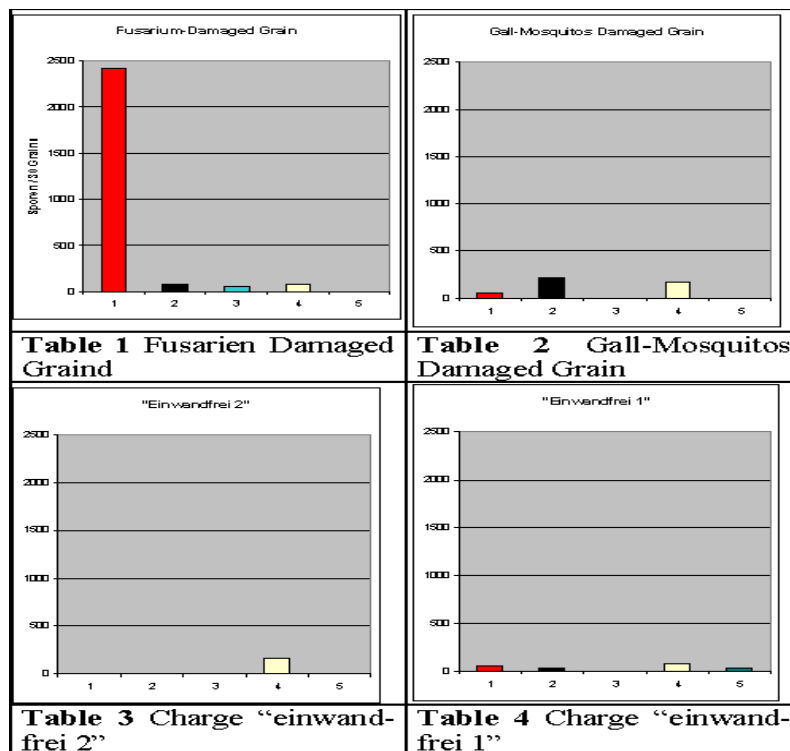 Fusarium-Damaged Grain
2500
2000
1500
1000
500
0
Sporen /30 Grains
1 2 3 4 5
Table 1 Fusarien Damaged
Graind
Gall-Mosquitos Damaged Grain
2500
2000
1500
1000
500
0
1 2 3 4 5
Table 2 Gall-Mosquitos
Damaged Grain
"Einwandfrei 2"
2500
2000
1500
1000
500
0
1 2 3 4 5
Table 3 Charge “einwand-
frei 2”
"Einwandfrei 1"
2500
2000
1500
1000
500
0
1 2 3 4 5
Table 4 Charge “einwand-
frei 1”